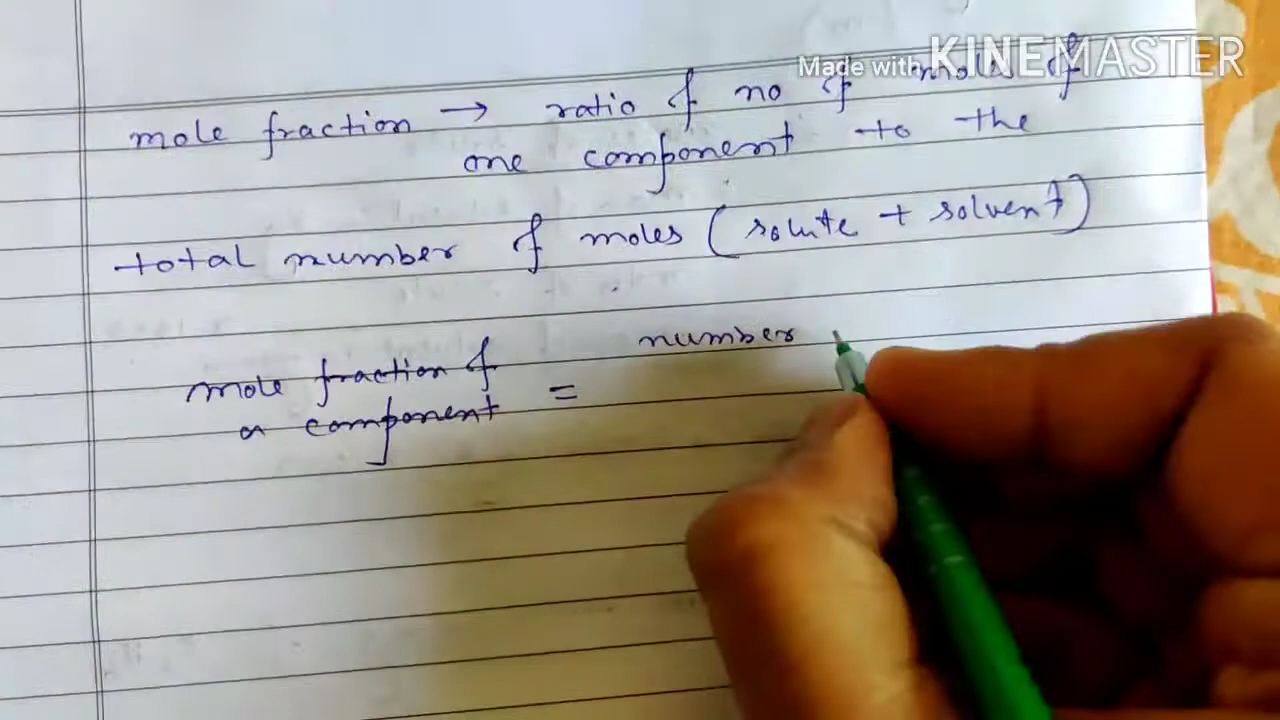 Made with KINEMASTER
mole fraction → ratio of no of moles of
one component to the
total number of moles (solute + solvent)
mole fraction of
a component = number